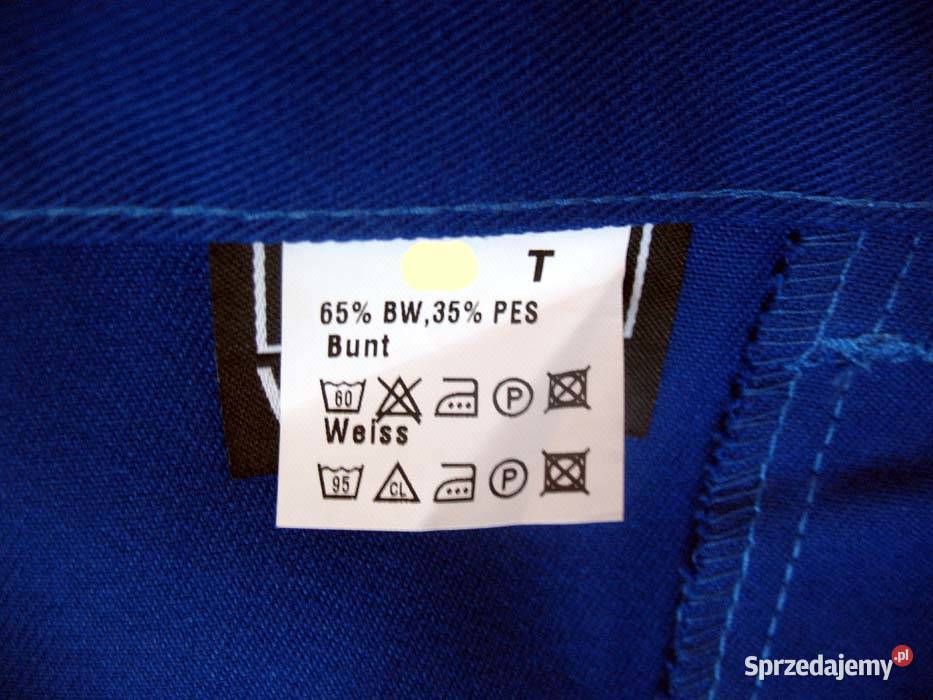 T
65% BW,35% PES
Bunt
60 P
Weiss
95 CL P
Sprzedajemy.pl